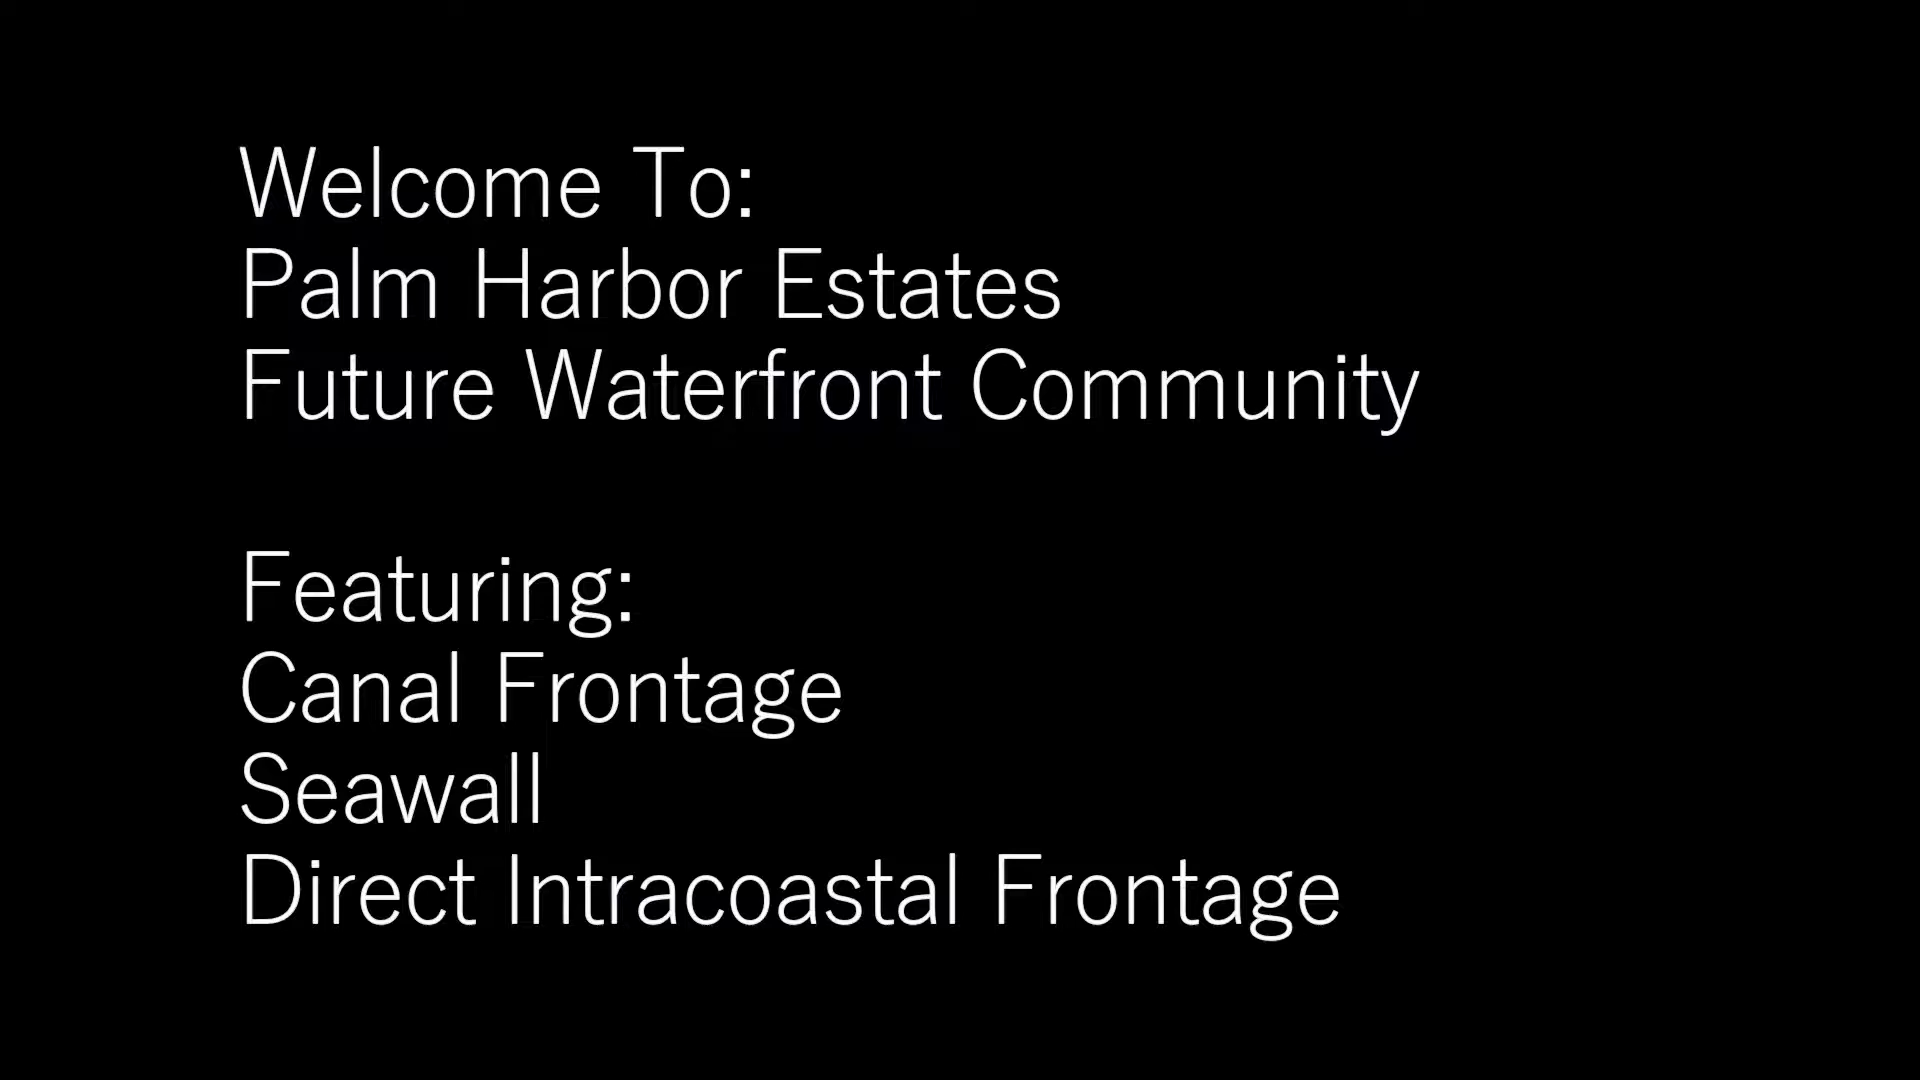 Welcome To:
Palm Harbor Estates
Future Waterfront Community
Featuring:
Canal Frontage
Seawall
Direct Intracoastal Frontage